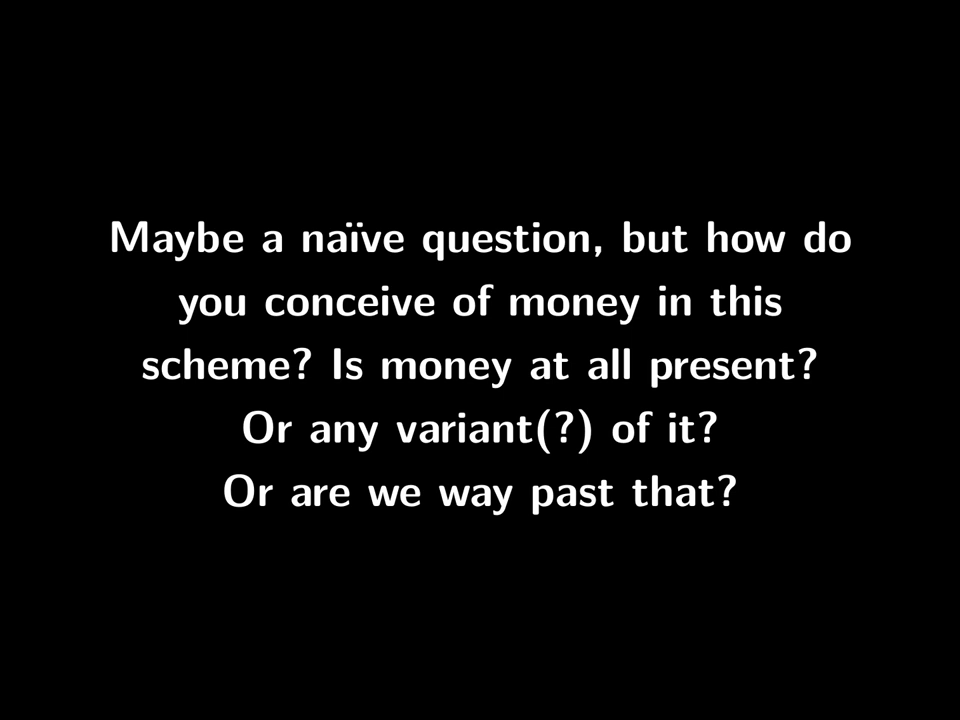 Maybe a naïve question, but how do
you conceive of money in this
scheme? Is money at all present?
Or any variant(?) of it?
Or are we way past that?